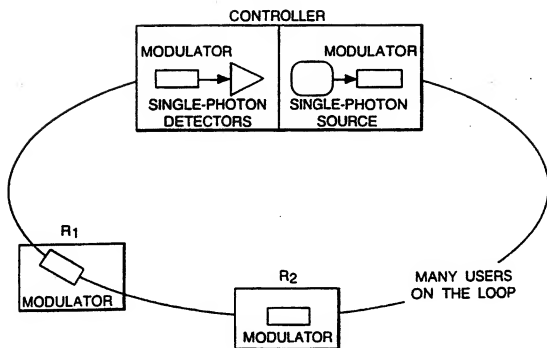 CONTROLLER
MODULATOR
SINGLE-PHOTON
DETECTORS
MODULATOR
SINGLE-PHOTON
SOURCE
R1
MODULATOR
R2
MODULATOR
MANY USERS
ON THE LOOP